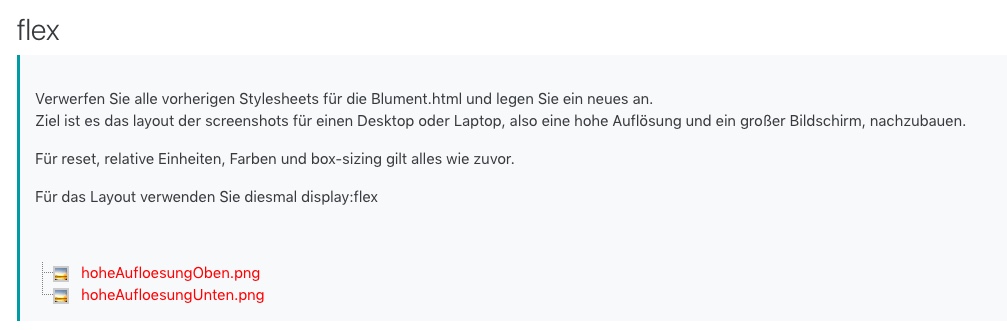 flex
Verwerfen Sie alle vorherigen Stylesheets für die Blument.html und legen Sie ein neues an.
Ziel ist es das layout der screenshots für einen Desktop oder Laptop, also eine hohe Auflösung und ein großer Bildschirm, nachzubauen.
Für reset, relative Einheiten, Farben und box-sizing gilt alles wie zuvor.
Für das Layout verwenden Sie diesmal display:flex
hoheAufloesungOben.png
hoheAufloesungUnten.png